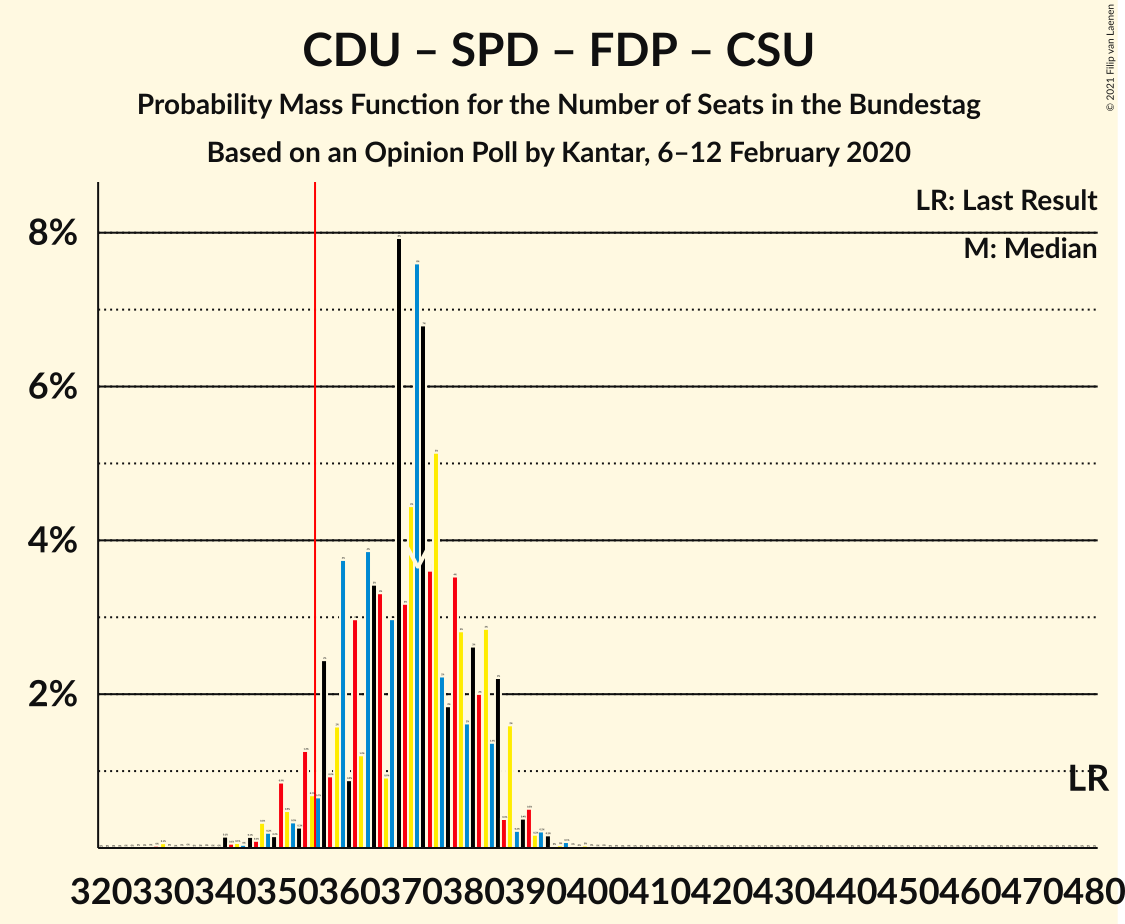 CDU – SPD – FDP – CSU
Probability Mass Function for the Number of Seats in the Bundestag
Based on an Opinion Poll by Kantar, 6–12 February 2020
© 2021 Filip van Laenen
LR: Last Result
M: Median
8%
6%
4%
2%
LR
320 330 340 350 360 370 380 390 400 410 420 430 440 450 460 470 480